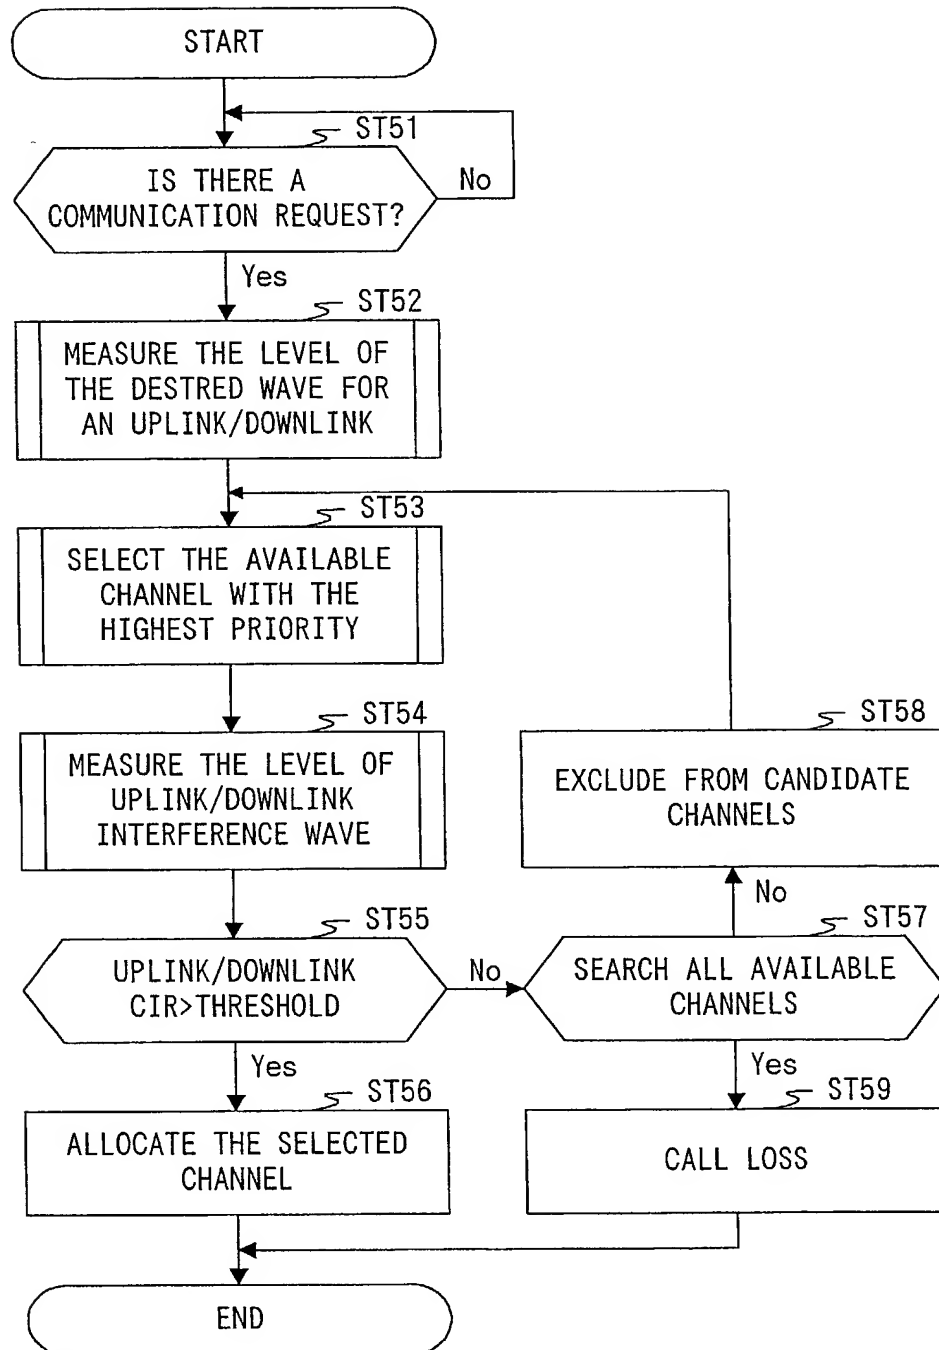 START
ST51
IS THERE A
COMMUNICATION REQUEST?
No
Yes
ST52
MEASURE THE LEVEL OF
THE DESTRED WAVE FOR
AN UPLINK/DOWNLINK
ST53
SELECT THE AVAILABLE
CHANNEL WITH THE
HIGHEST PRIORITY
ST54
MEASURE THE LEVEL OF
UPLINK/DOWNLINK
INTERFERENCE WAVE
ST58
EXCLUDE FROM CANDIDATE
CHANNELS
No
ST55
UPLINK/DOWNLINK
CIR>THRESHOLD
No
ST57
SEARCH ALL AVAILABLE
CHANNELS
Yes
Yes
ST56
ALLOCATE THE SELECTED
CHANNEL
ST59
CALL LOSS
END